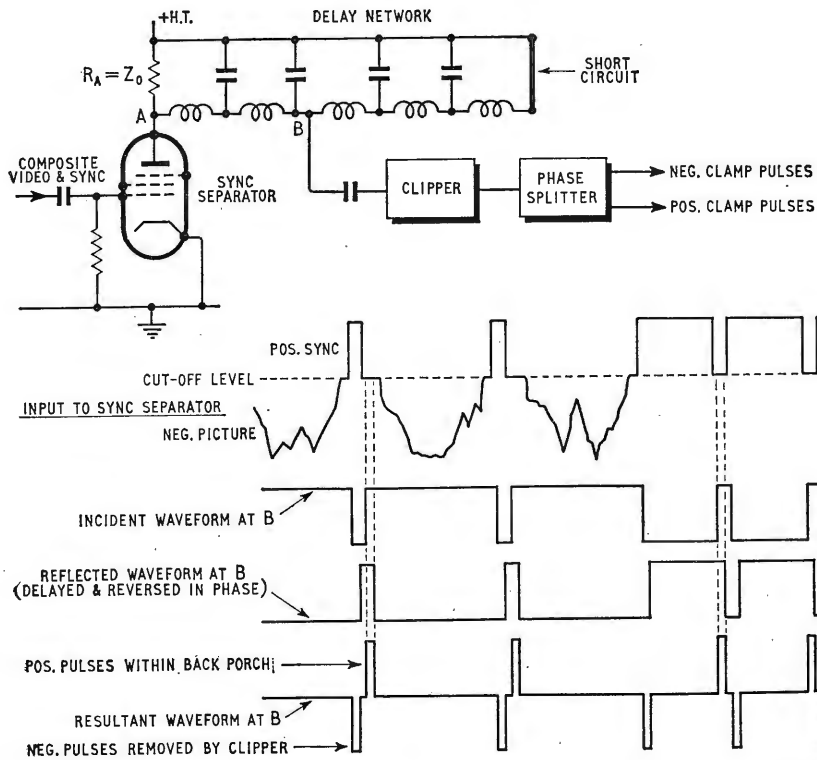 +H.T.
DELAY NETWORK
RA = Z0
SHORT
CIRCUIT
A
B
COMPOSITE
VIDEO & SYNC
SYNC
SEPARATOR
CLIPPER
PHASE
SPLITTER
NEG. CLAMP PULSES
POS. CLAMP PULSES
POS. SYNC
CUT-OFF LEVEL
INPUT TO SYNC SEPARATOR
NEG. PICTURE
INCIDENT WAVEFORM AT B
REFLECTED WAVEFORM AT B
(DELAYED & REVERSED IN PHASE)
POS. PULSES WITHIN BACK PORCH
RESULTANT WAVEFORM AT B
NEG. PULSES REMOVED BY CLIPPER